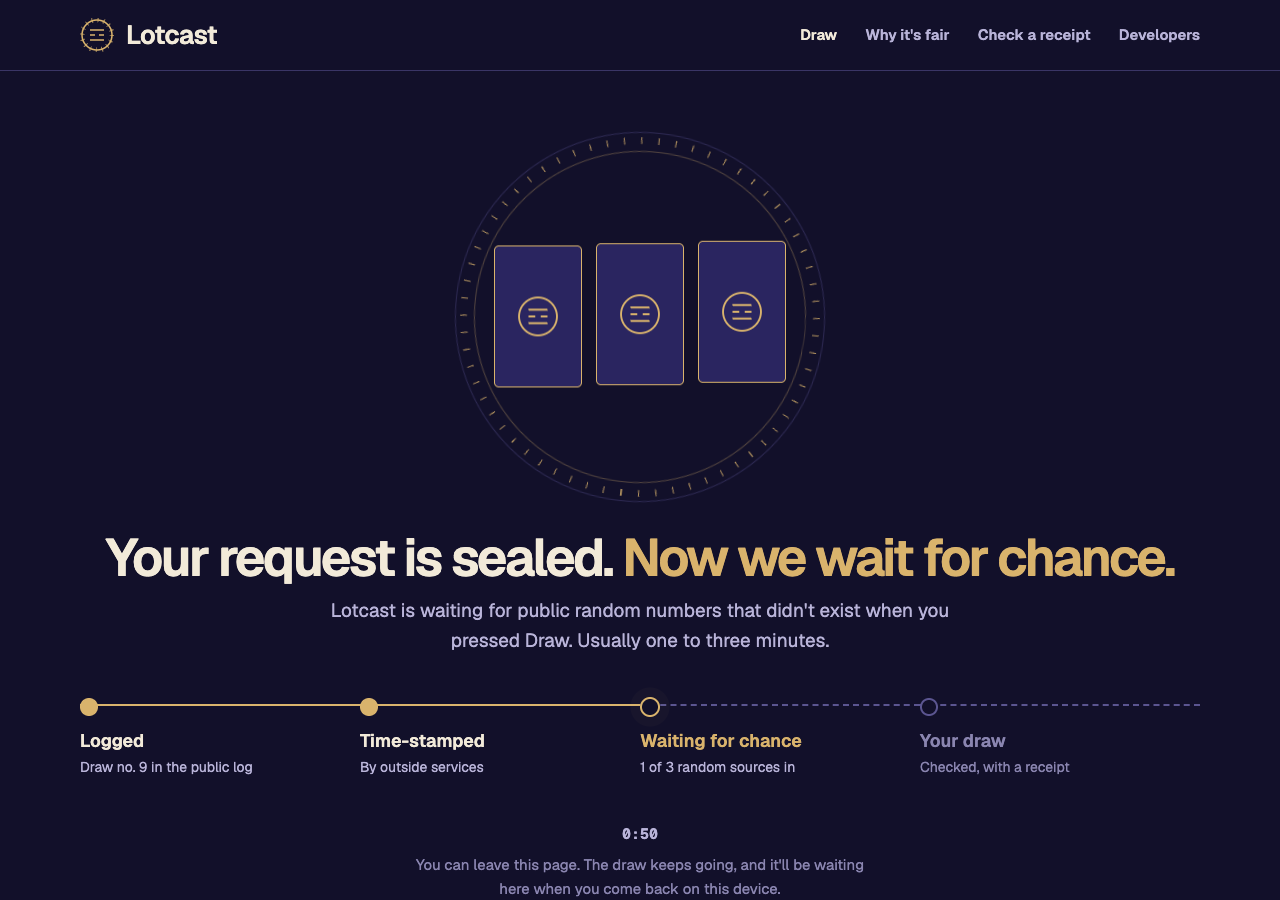 Lotcast
Draw
Why it's fair
Check a receipt
Developers
Your request is sealed. Now we wait for chance.
Lotcast is waiting for public random numbers that didn't exist when you
pressed Draw. Usually one to three minutes.
Logged
Draw no. 9 in the public log
Time-stamped
By outside services
Waiting for chance
1 of 3 random sources in
Your draw
Checked, with a receipt
0:50
You can leave this page. The draw keeps going, and it'll be waiting
here when you come back on this device.